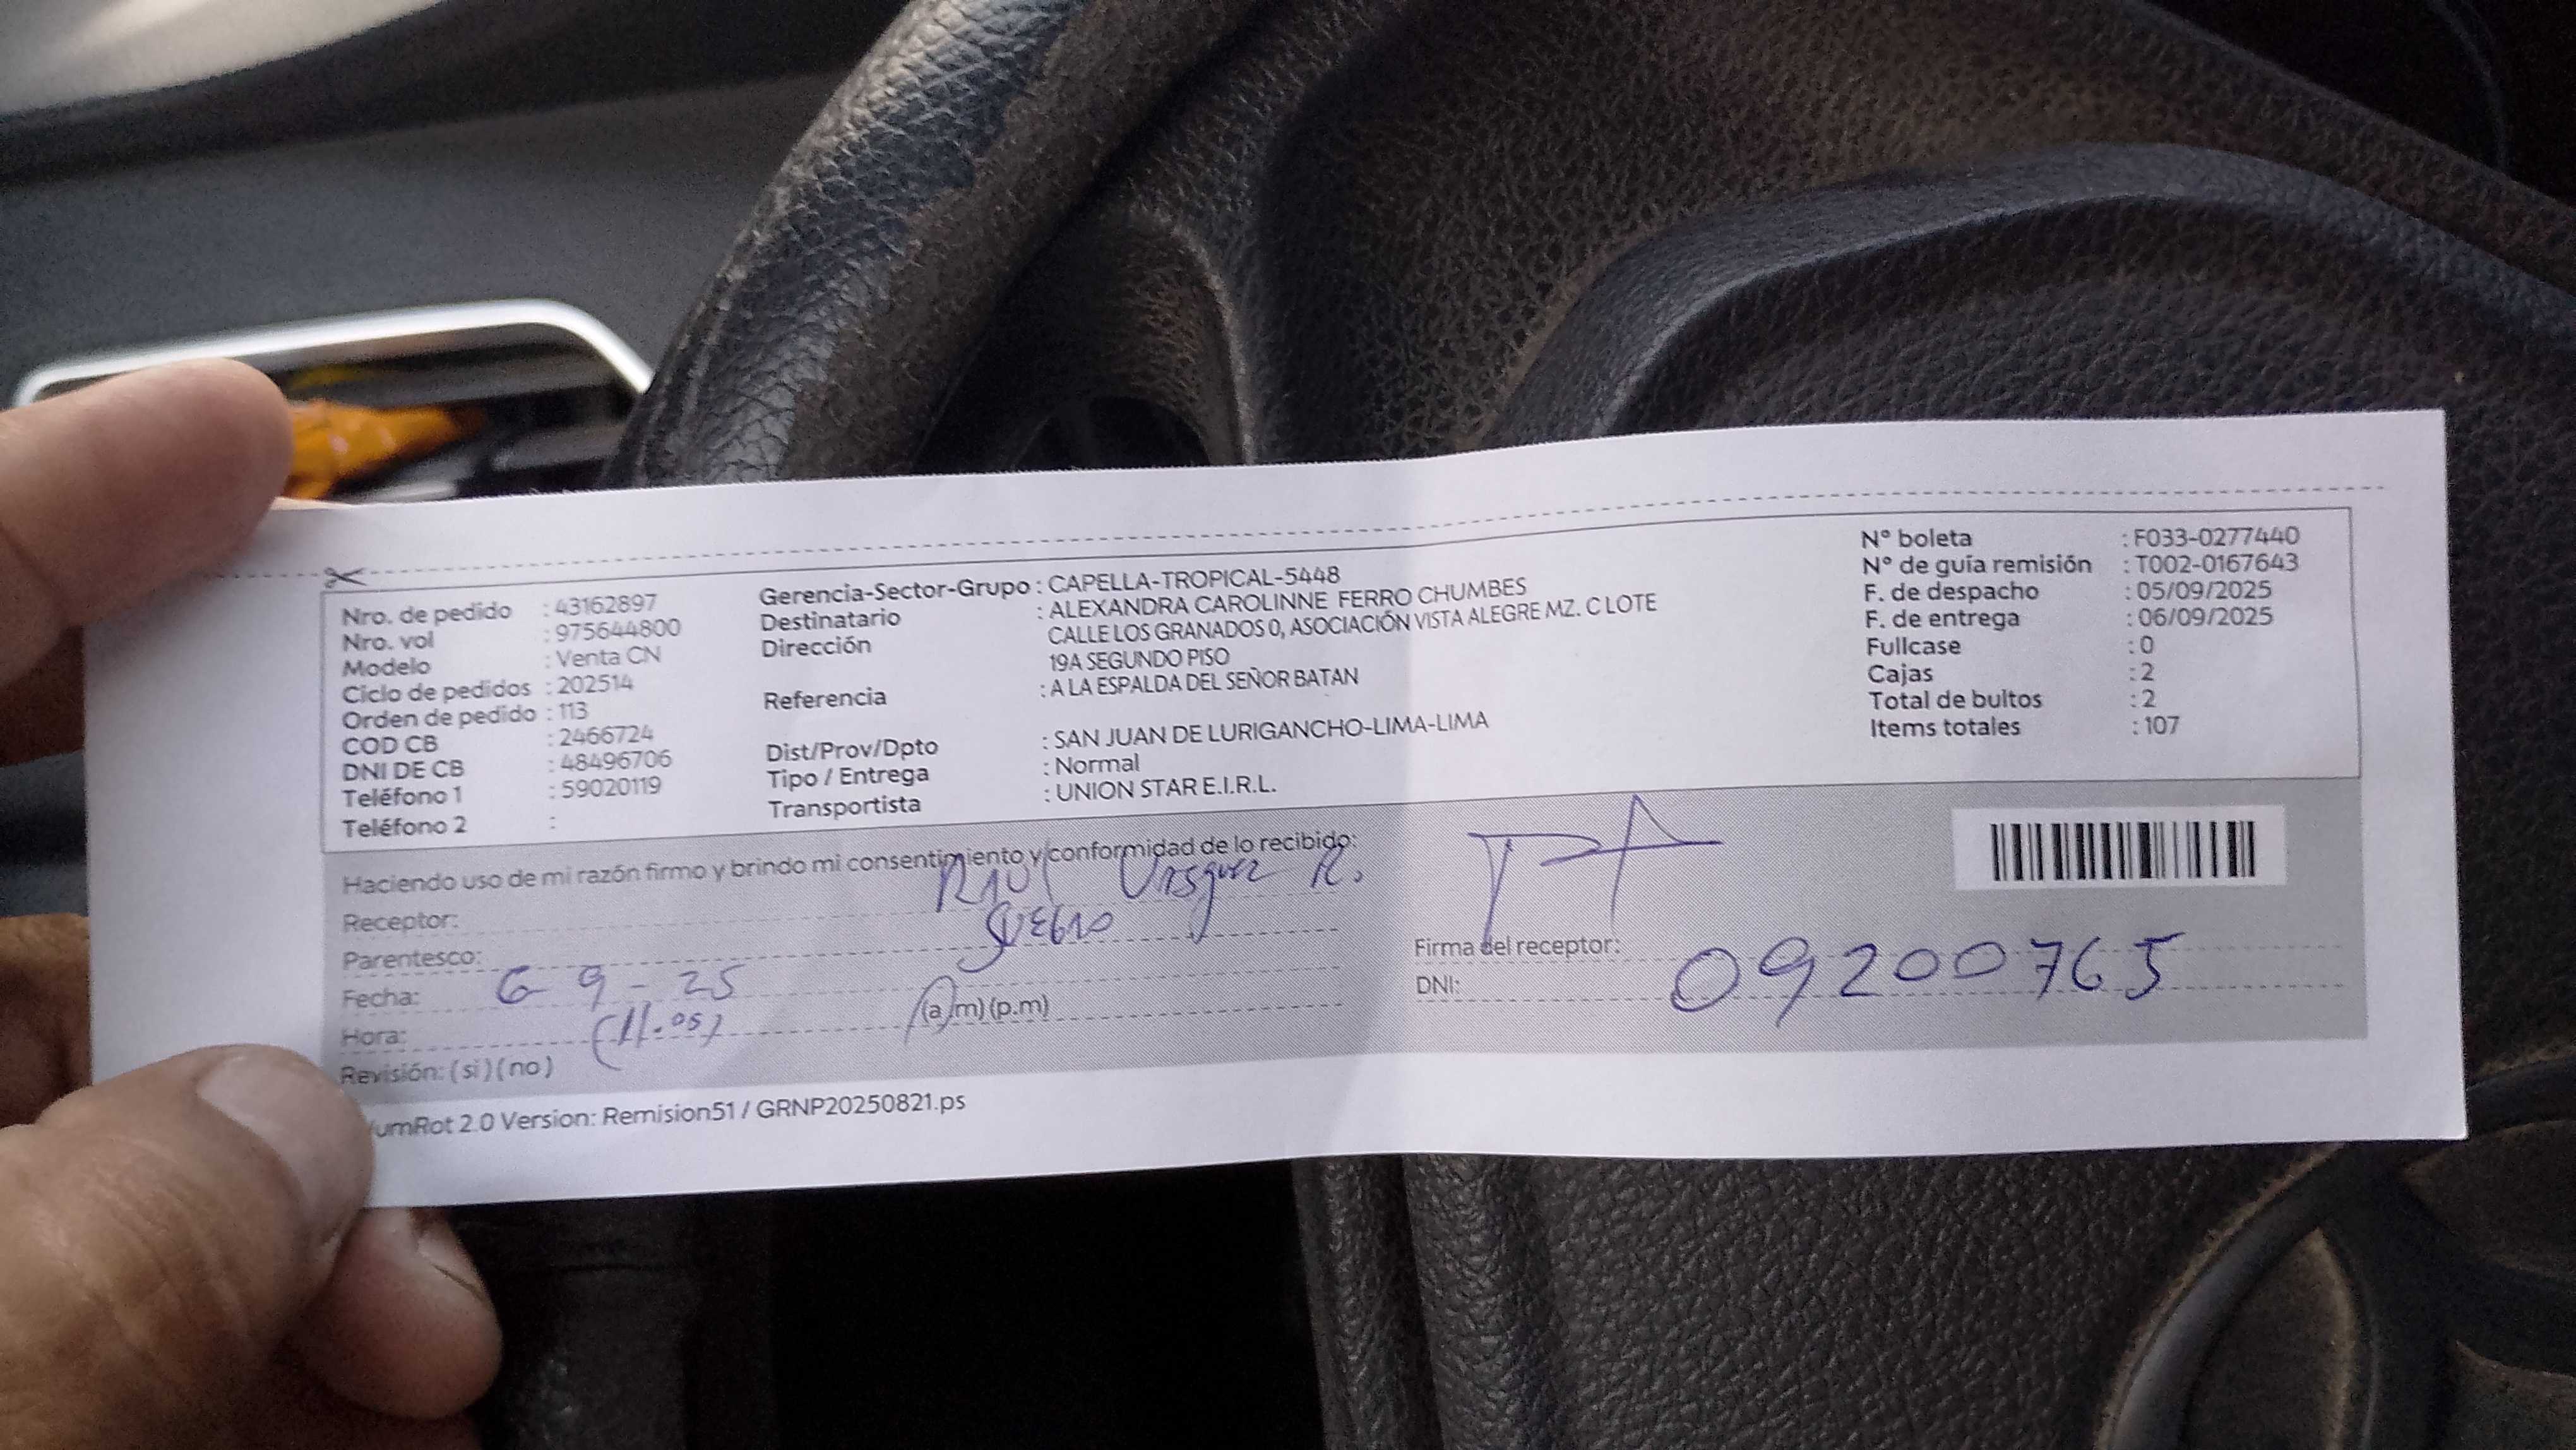 Nro. de pedido : 43162897
Nro. vol : 975644800
Modelo : Venta CN
Ciclo de pedidos : 202514
Orden de pedido : 113
COD CB : 2466724
DNI DE CB : 48496706
Teléfono 1 : 59020119
Teléfono 2 :
Gerencia-Sector-Grupo : CAPELLA-TROPICAL-5448
Destinatario : ALEXANDRA CAROLINNE FERRO CHUMBES
Dirección CALLE LOS GRANADOS 0, ASOCIACIÓN VISTA ALEGRE MZ. C LOTE
19A SEGUNDO PISO
Referencia : A LA ESPALDA DEL SEÑOR BATAN
Dist/Prov/Dpto : SAN JUAN DE LURIGANCHO-LIMA-LIMA
Tipo / Entrega : Normal
Transportista : UNION STAR E.I.R.L.
N° boleta : F033-0277440
N° de guía remisión : T002-0167643
F. de despacho : 05/09/2025
F. de entrega : 06/09/2025
Fullcase : 0
Cajas : 2
Total de bultos : 2
Items totales : 107
Haciendo uso de mi razón firmo y brindo mi consentimiento y conformidad de lo recibido:
Receptor: Raul Vasquez R.
Parentesco: Suegro
Fecha: 6-9-25
Hora: (11.05) (a.m) (p.m)
Revisión: (si) (no)
Firma del receptor:
DNI: 09200765
umRot 2.0 Version: Remision51 / GRNP20250821.ps